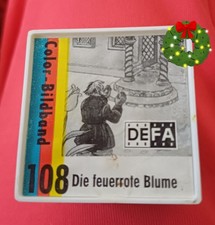 Color-Bildband
DEFA
108 Die feuerrote Blume